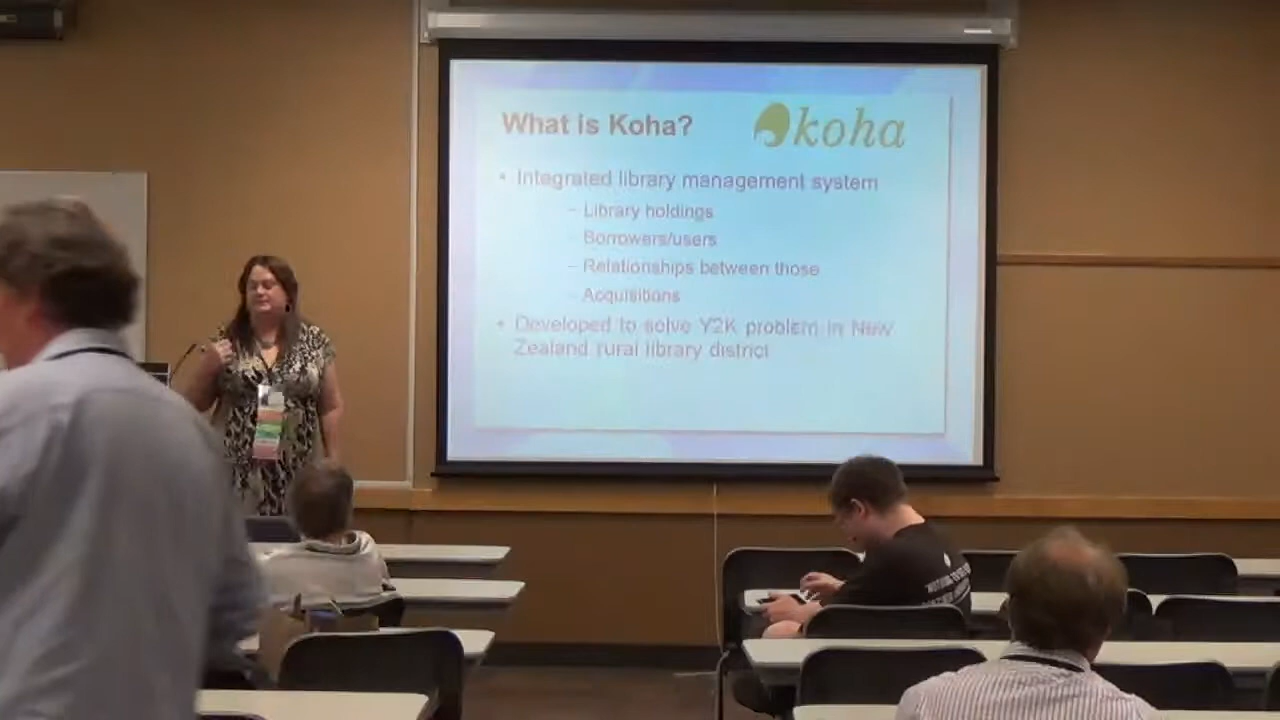 What is Koha?
koha
• Integrated library management system
– Library holdings
– Borrowers/users
– Relationships between those
– Acquisitions
• Developed to solve Y2K problem in New
Zealand rural library district